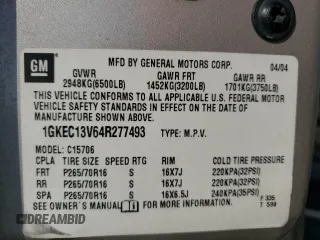 GM
MFD BY GENERAL MOTORS CORP. 04/04
GVWR GAWR FRT GAWR RR
2948KG(6500LB) 1452KG(3200LB) 1701KG(3750LB)
THIS VEHICLE CONFORMS TO ALL APPLICABLE U.S. FEDERAL MOTOR
VEHICLE SAFETY STANDARDS IN EFFECT ON THE DATE OF
MANUFACTURE SHOWN ABOVE.
1GKEC13V64R277493 TYPE: M.P.V.
MODEL: C15706
CPLA TIRE SIZE SPEED RTG RIM COLD TIRE PRESSURE
FRT P265/70R16 S 16X7J 220KPA(32PSI)
RR P265/70R16 S 16X7J 220KPA(32PSI)
SPA P265/70R16 S 16X6.5J 240KPA(35PSI)
SEE OWNER'S MANUAL FOR MORE INFORMATION
CREATED IN FREEAUTOBID